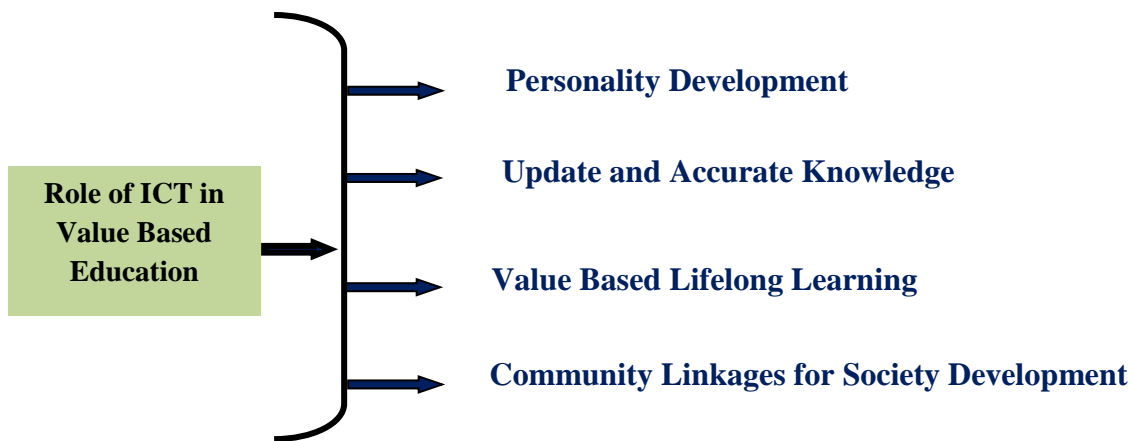 Role of ICT in
Value Based
Education
Personality Development
Update and Accurate Knowledge
Value Based Lifelong Learning
Community Linkages for Society Development